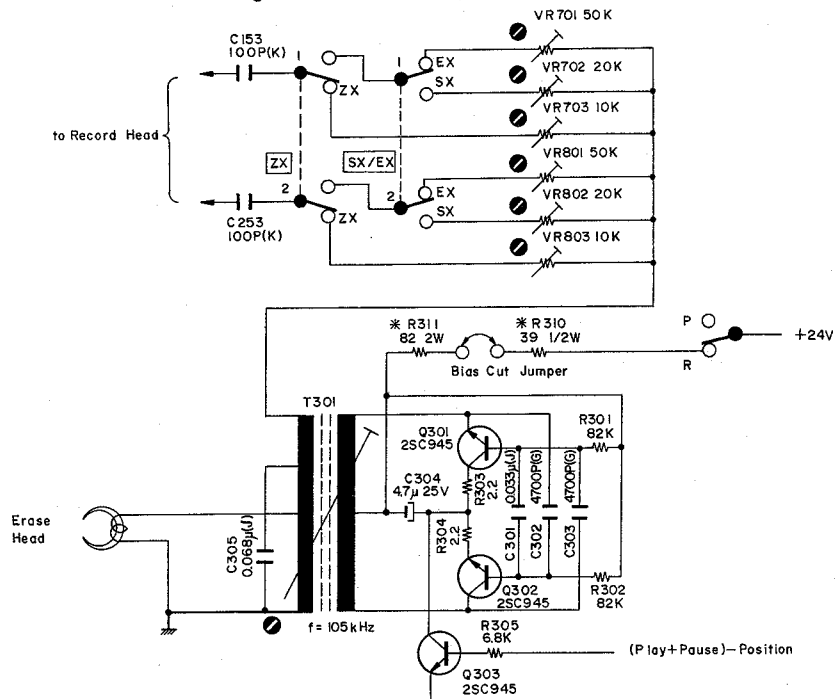 VR701 50K
C153
100P(K)
1
1
EX
SX
VR702 20K
ZX
VR703 10K
to Record Head
ZX
SX/EX
VR801 50K
2
2
EX
SX
VR802 20K
ZX
C253
100P(K)
VR803 10K
* R311
82 2W
* R310
39 1/2W
P
+24V
R
Bias Cut Jumper
T301
Q301
2SC945
R301
82K
C304
4.7μ 25V
R303
2.2
0.033μ(J)
4700P(G)
4700P(G)
Erase
Head
C305
0.068μ(J)
R304
2.2
C301
C302
C303
Q302
2SC945
R302
82K
f=105kHz
R305
6.8K
(Play+Pause)-Position
Q303
2SC945